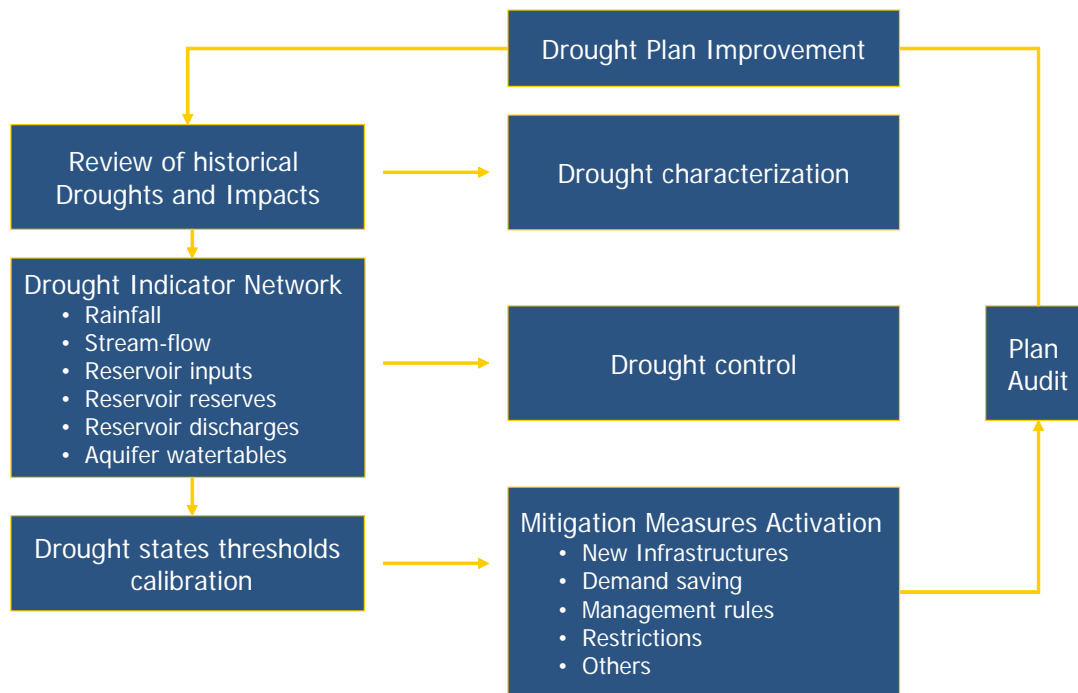 Drought Plan Improvement
Review of historical
Droughts and Impacts
Drought characterization
Drought Indicator Network
• Rainfall
• Stream-flow
• Reservoir inputs
• Reservoir reserves
• Reservoir discharges
• Aquifer watertables
Drought control
Plan
Audit
Drought states thresholds
calibration
Mitigation Measures Activation
• New Infrastructures
• Demand saving
• Management rules
• Restrictions
• Others